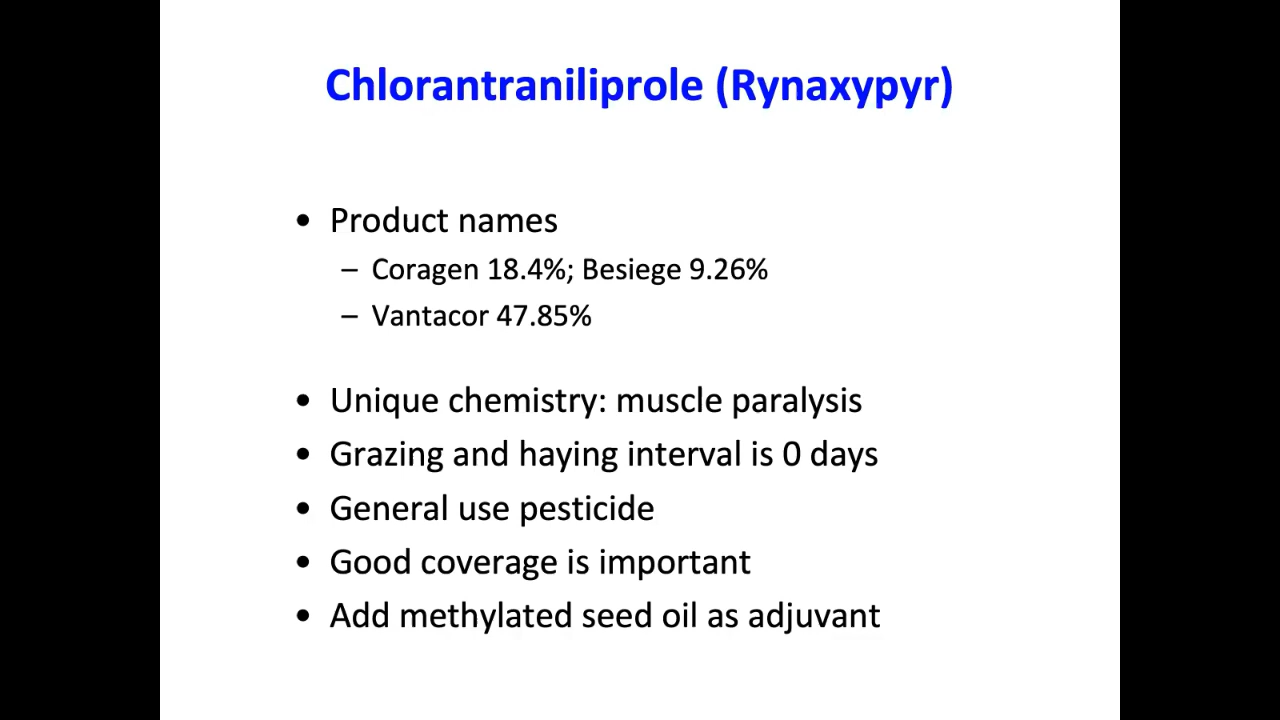 Chlorantraniliprole (Rynaxypyr)
• Product names
– Coragen 18.4%; Besiege 9.26%
– Vantacor 47.85%
• Unique chemistry: muscle paralysis
• Grazing and haying interval is 0 days
• General use pesticide
• Good coverage is important
• Add methylated seed oil as adjuvant